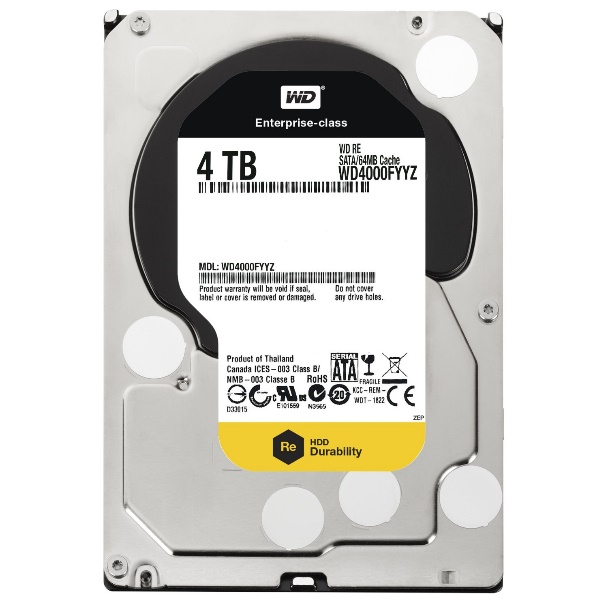 WD®
Enterprise-class
4 TB
WD RE
SATA/64MB Cache
WD4000FYYZ
MDL: WD4000FYYZ
Product warranty will be void if seal,
label or cover is removed or damaged.
Do not cover
any drive holes.
Product of Thailand
Canada ICES-003 Class B/
NMB-003 Classe B RoHS
SERIAL
ATA
FRAGILE
KCC-REM-
WDT-1822
D33015
E101559
N3565
20
CE
ZEP
Re
HDD
Durability